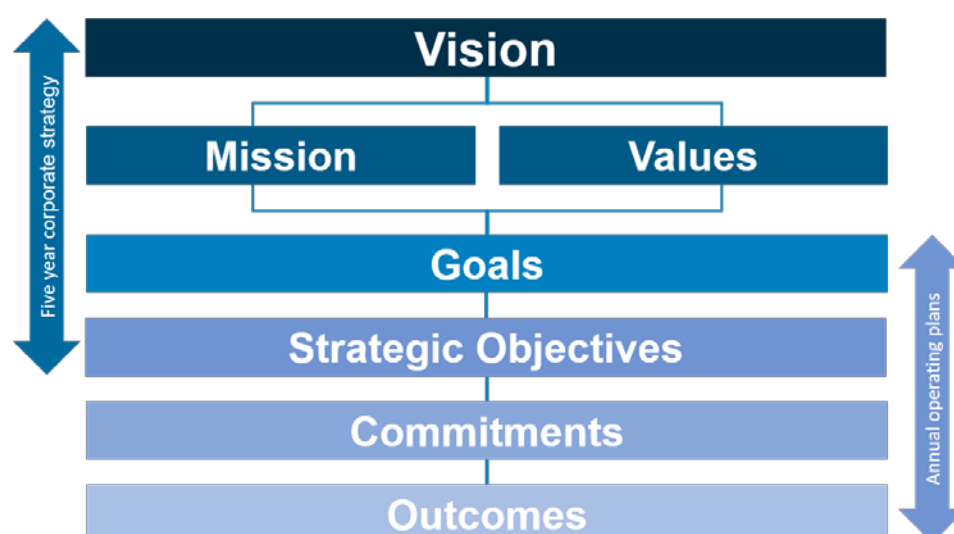 Vision
Mission
Values
Goals
Strategic Objectives
Commitments
Outcomes
Five year corporate strategy
Annual operating plans